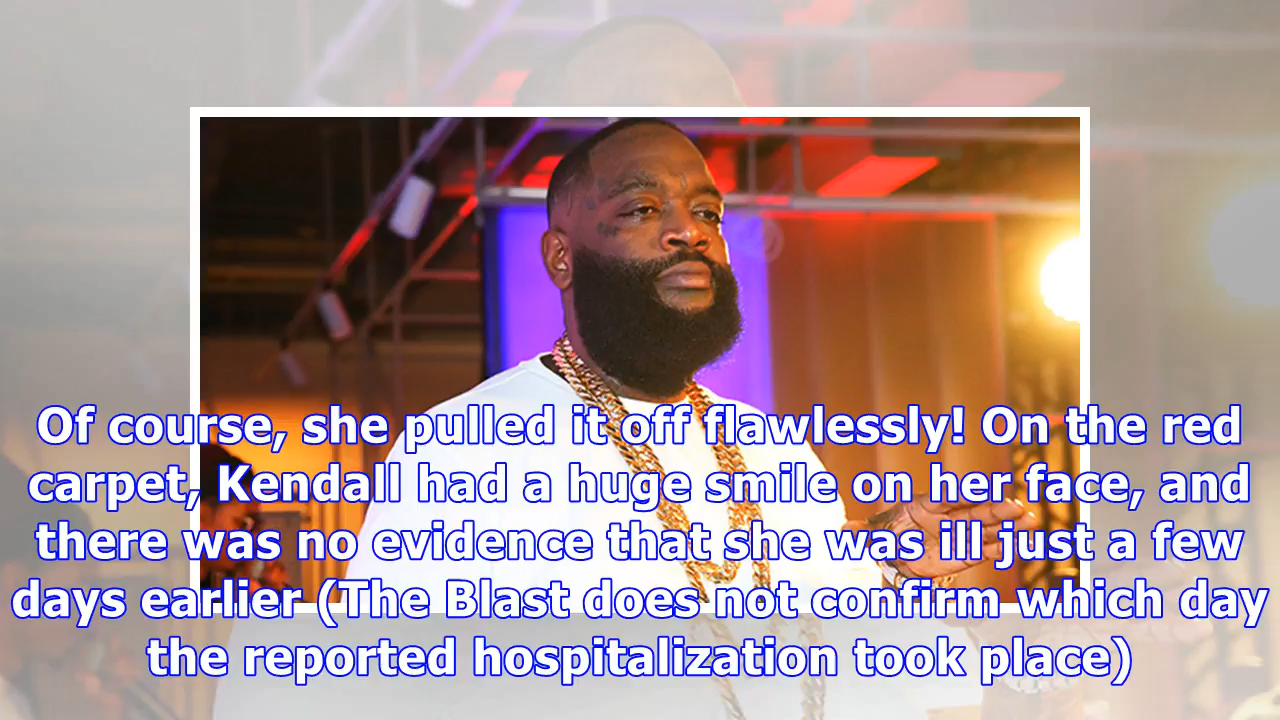 Of course, she pulled it off flawlessly! On the red
carpet, Kendall had a huge smile on her face, and
there was no evidence that she was ill just a few
days earlier (The Blast does not confirm which day
the reported hospitalization took place)